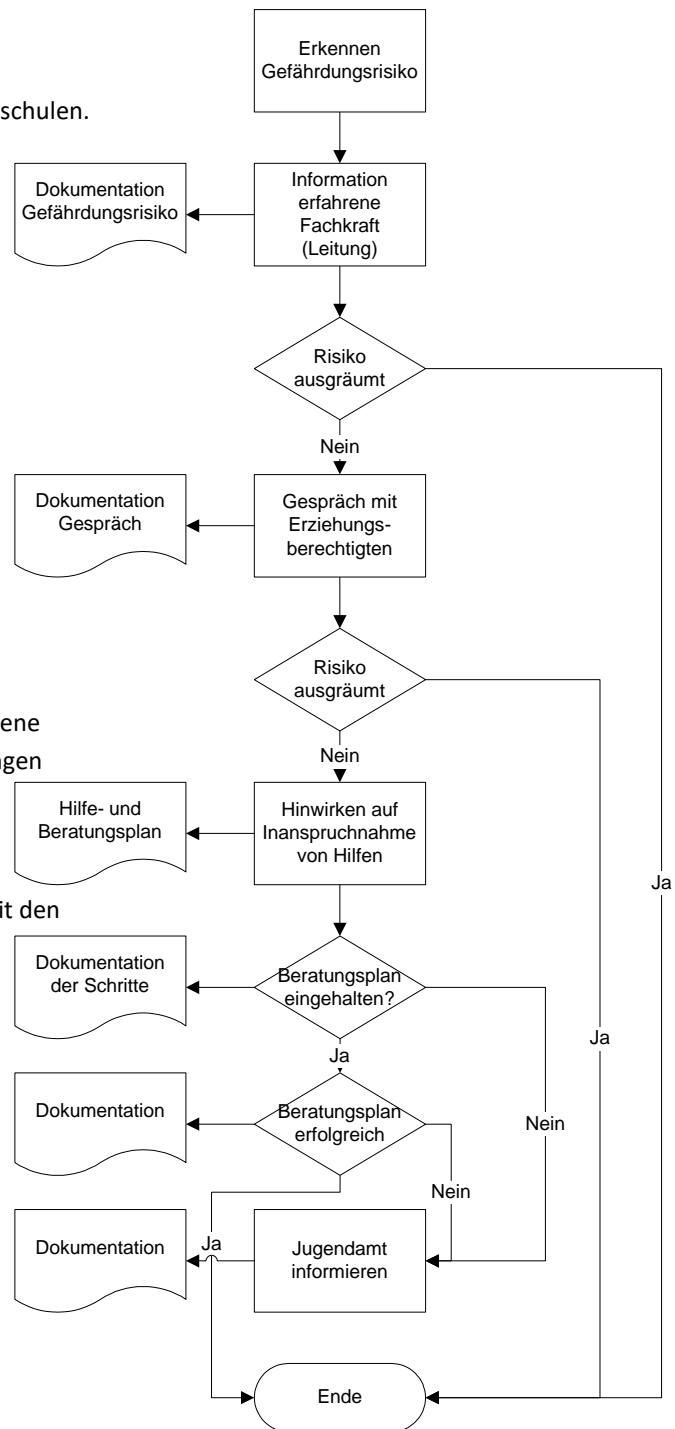 Erkennen
Gefährdungsrisiko
schulen.
Dokumentation
Gefährdungsrisiko
Information
erfahrene
Fachkraft
(Leitung)
Risiko
ausgräumt
Nein
Dokumentation
Gespräch
Gespräch mit
Erziehungs-
berechtigten
Risiko
ausgräumt
ene
Nein
gen
Hilfe- und
Beratungsplan
Hinwirken auf
Inanspruchnahme
von Hilfen
Ja
it den
Dokumentation
der Schritte
Beratungsplan
eingehalten?
Ja
Ja
Dokumentation
Beratungsplan
erfolgreich
Nein
Nein
Dokumentation
Ja
Jugendamt
informieren
Ende